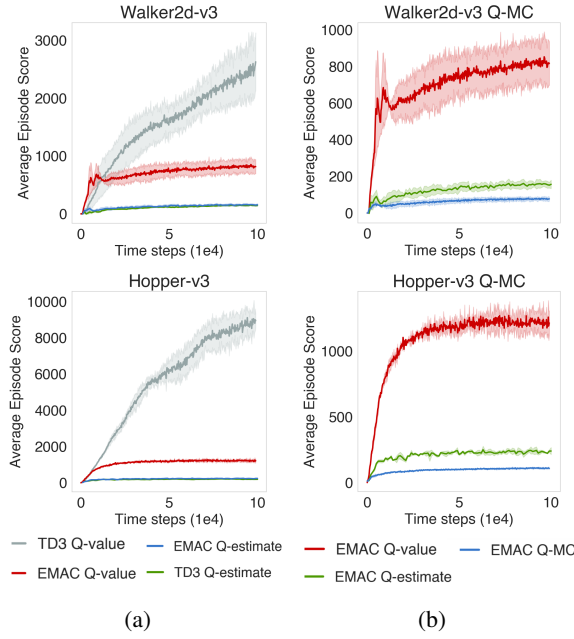 Walker2d-v3
Average Episode Score
3000
2000
1000
0
0 5 10
Time steps (1e4)
Walker2d-v3 Q-MC
Average Episode Score
1000
800
600
400
200
0
0 5 10
Time steps (1e4)
Hopper-v3
Average Episode Score
10000
8000
6000
4000
2000
0
0 5 10
Time steps (1e4)
Hopper-v3 Q-MC
Average Episode Score
1000
500
0
0 5 10
Time steps (1e4)
TD3 Q-value
EMAC Q-estimate
EMAC Q-value
TD3 Q-estimate
EMAC Q-value
EMAC Q-MC
EMAC Q-estimate
(a)
(b)